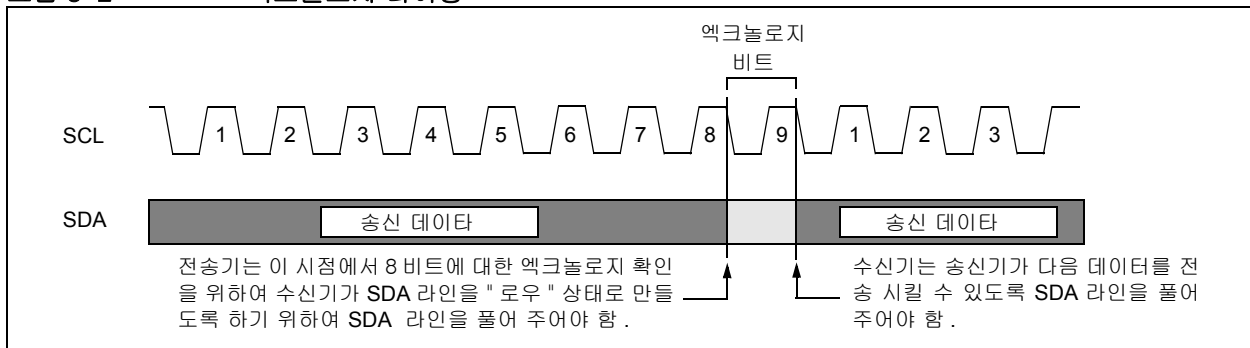 엑크놀로지
비트
SCL 1 2 3 4 5 6 7 8 9 1 2 3
SDA 송신 데이타 송신 데이타
전송기는 이 시점에서 8 비트에 대한 엑크놀로지 확인
을 위하여 수신기가 SDA 라인을 " 로우 " 상태로 만들
도록 하기 위하여 SDA 라인을 풀어 주어야 함 .
수신기는 송신기가 다음 데이터를 전
송 시킬 수 있도록 SDA 라인을 풀어
주어야 함 .